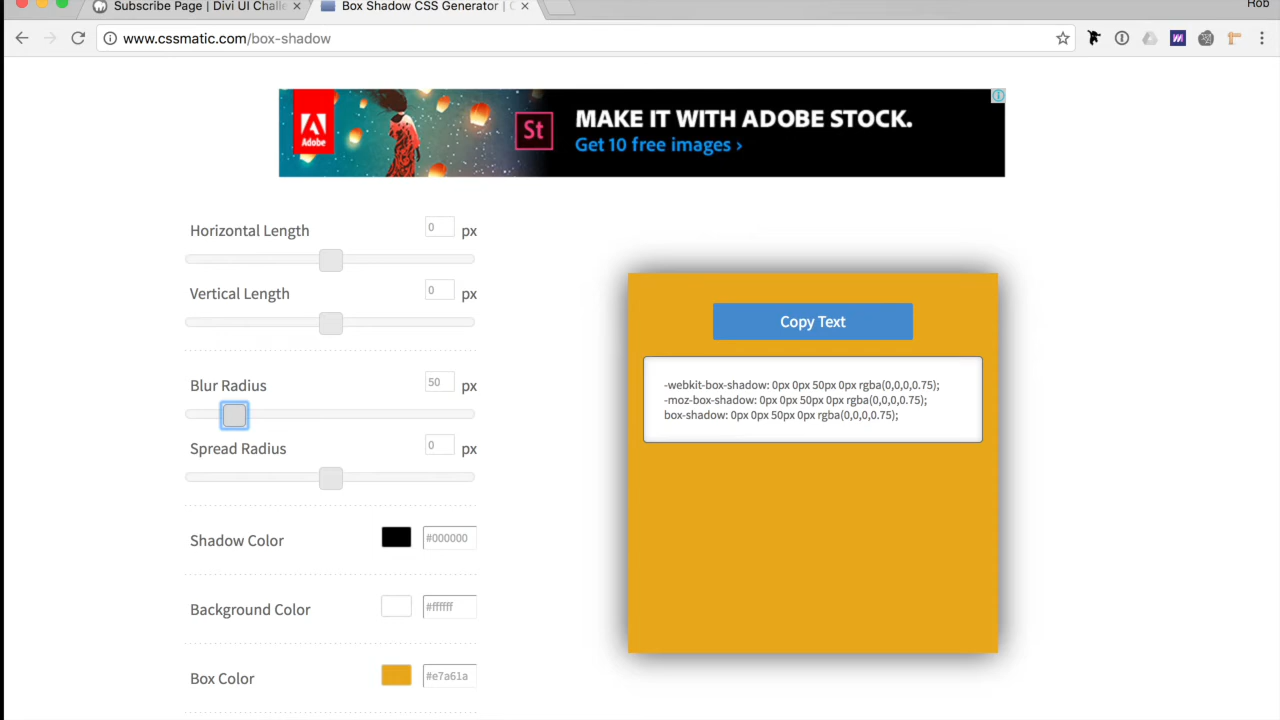 Subscribe Page | Divi UI Challe
Box Shadow CSS Generator |
Rob
www.cssmatic.com/box-shadow
Adobe
St
MAKE IT WITH ADOBE STOCK.
Get 10 free images ›
Horizontal Length
0
px
Vertical Length
0
px
Blur Radius
50
px
Spread Radius
0
px
Shadow Color
#000000
Background Color
#ffffff
Box Color
#e7a61a
Copy Text
-webkit-box-shadow: 0px 0px 50px 0px rgba(0,0,0,0.75);
-moz-box-shadow: 0px 0px 50px 0px rgba(0,0,0,0.75);
box-shadow: 0px 0px 50px 0px rgba(0,0,0,0.75);